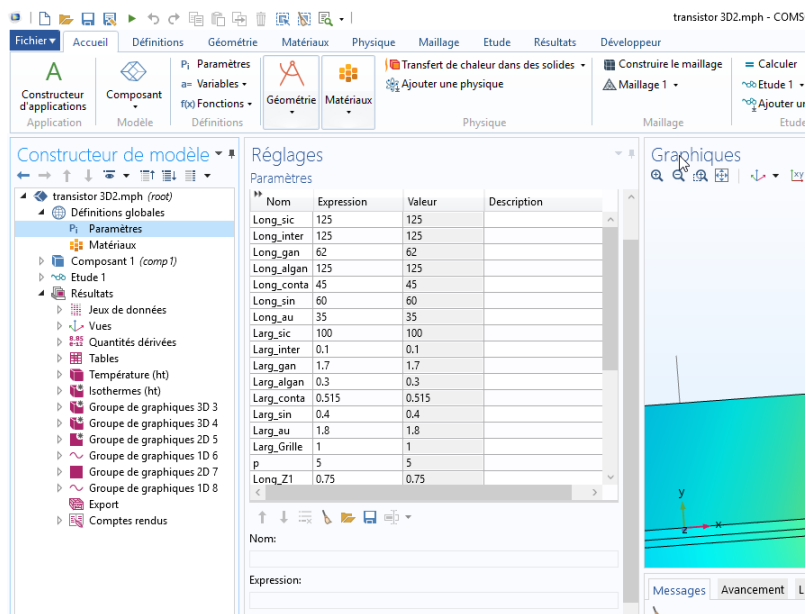 transistor 3D2.mph - COMS
Fichier Accueil Définitions Géométrie Matériaux Physique Maillage Etude Résultats Développeur
Constructeur d'applications
Application
Composant
Modèle
Pi Paramètres
a= Variables
f(x) Fonctions
Définitions
Géométrie
Matériaux
Transfert de chaleur dans des solides
Ajouter une physique
Physique
Construire le maillage
Maillage 1
Maillage
= Calculer
Etude 1
Ajouter un
Etude
Constructeur de modèle
transistor 3D2.mph (root)
Définitions globales
Pi Paramètres
Matériaux
Composant 1 (comp1)
Etude 1
Résultats
Jeux de données
Vues
8.85
e-12
Quantités dérivées
Tables
Température (ht)
Isothermes (ht)
Groupe de graphiques 3D 3
Groupe de graphiques 3D 4
Groupe de graphiques 2D 5
Groupe de graphiques 1D 6
Groupe de graphiques 2D 7
Groupe de graphiques 1D 8
Export
Comptes rendus
Réglages
Paramètres
Nom Expression Valeur Description
Long_sic 125 125
Long_inter 125 125
Long_gan 62 62
Long_algan 125 125
Long_conta 45 45
Long_sin 60 60
Long_au 35 35
Larg_sic 100 100
Larg_inter 0.1 0.1
Larg_gan 1.7 1.7
Larg_algan 0.3 0.3
Larg_conta 0.515 0.515
Larg_sin 0.4 0.4
Larg_au 1.8 1.8
Larg_Grille 1 1
p 5 5
Long_Z1 0.75 0.75
Nom:
Expression:
Graphiques
xy
y
z x
Messages Avancement L